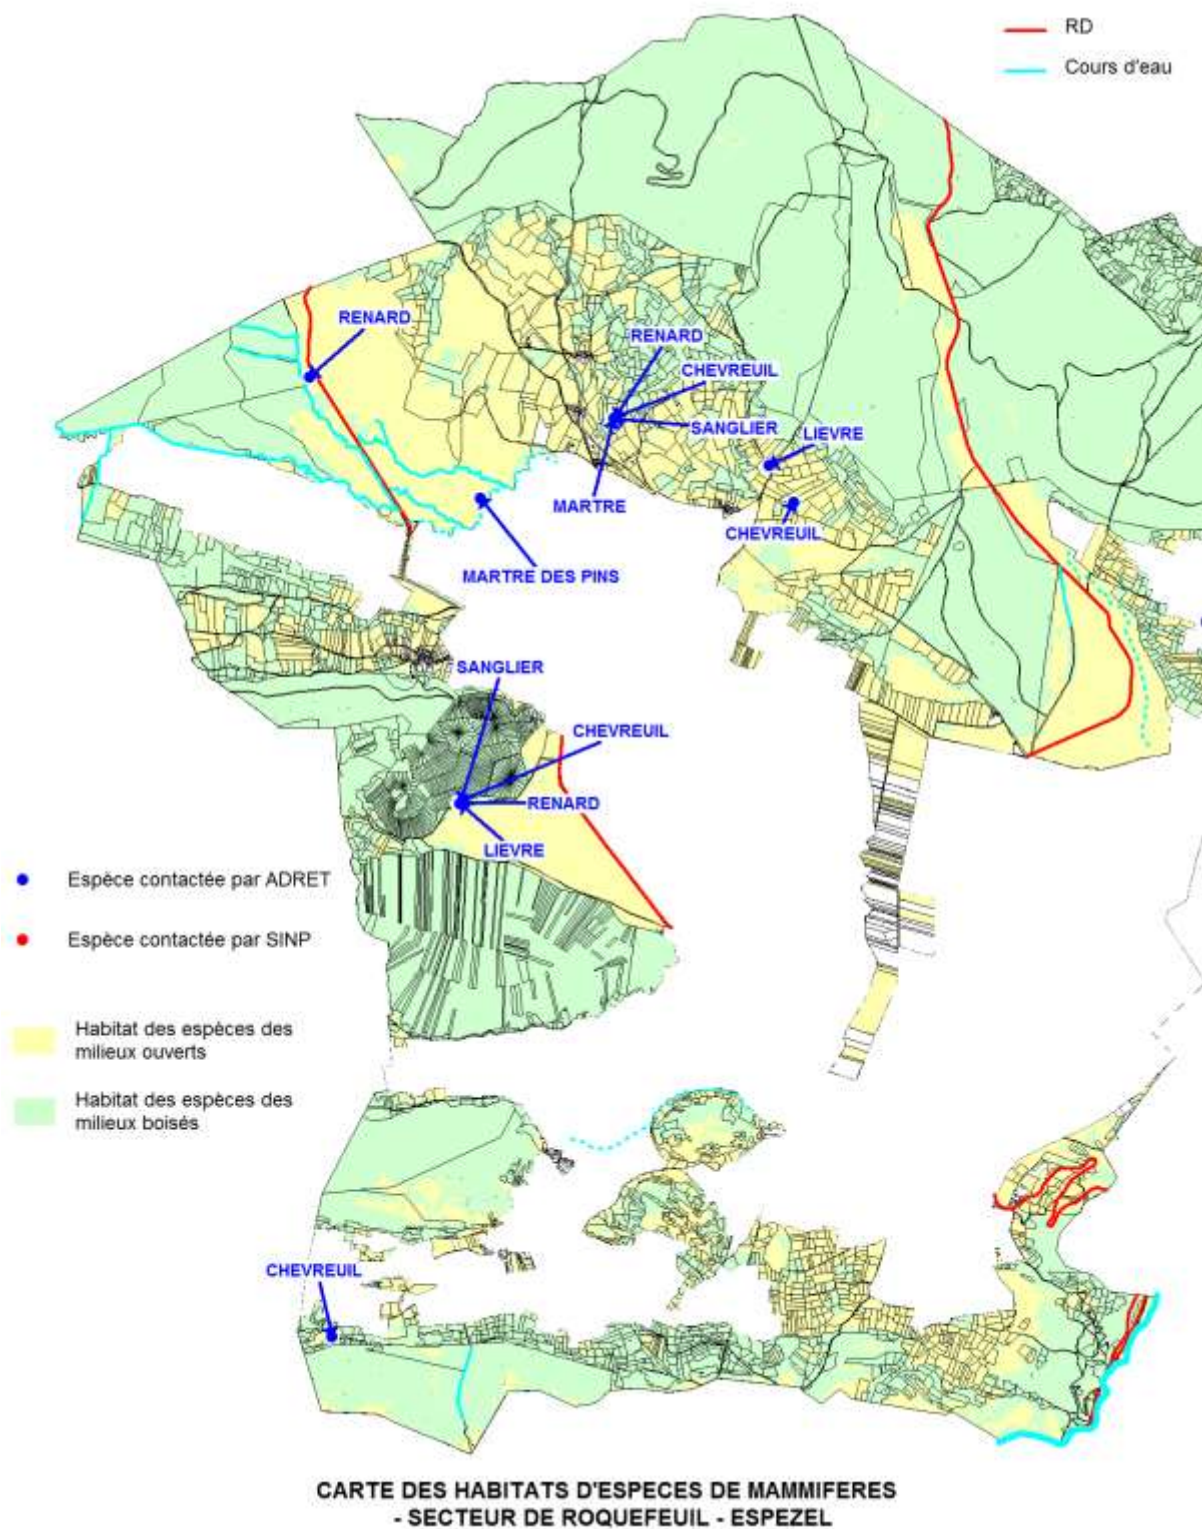 RD
Cours d'eau
RENARD
RENARD
CHEVREUIL
SANGLIER
LIEVRE
MARTRE
CHEVREUIL
MARTRE DES PINS
SANGLIER
CHEVREUIL
RENARD
LIEVRE
Espèce contactée par ADRET
Espèce contactée par SINP
Habitat des espèces des
milieux ouverts
Habitat des espèces des
milieux boisés
CHEVREUIL
CARTE DES HABITATS D'ESPECES DE MAMMIFERES
- SECTEUR DE ROQUEFEUIL - ESPEZEL